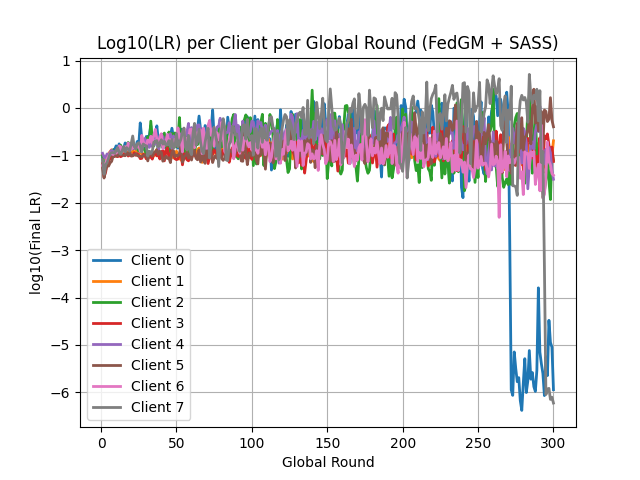 Log10(LR) per Client per Global Round (FedGM + SASS)
1
0
−1
−2
−3
−4
−5
−6
log10(Final LR)
Client 0
Client 1
Client 2
Client 3
Client 4
Client 5
Client 6
Client 7
0 50 100 150 200 250 300
Global Round